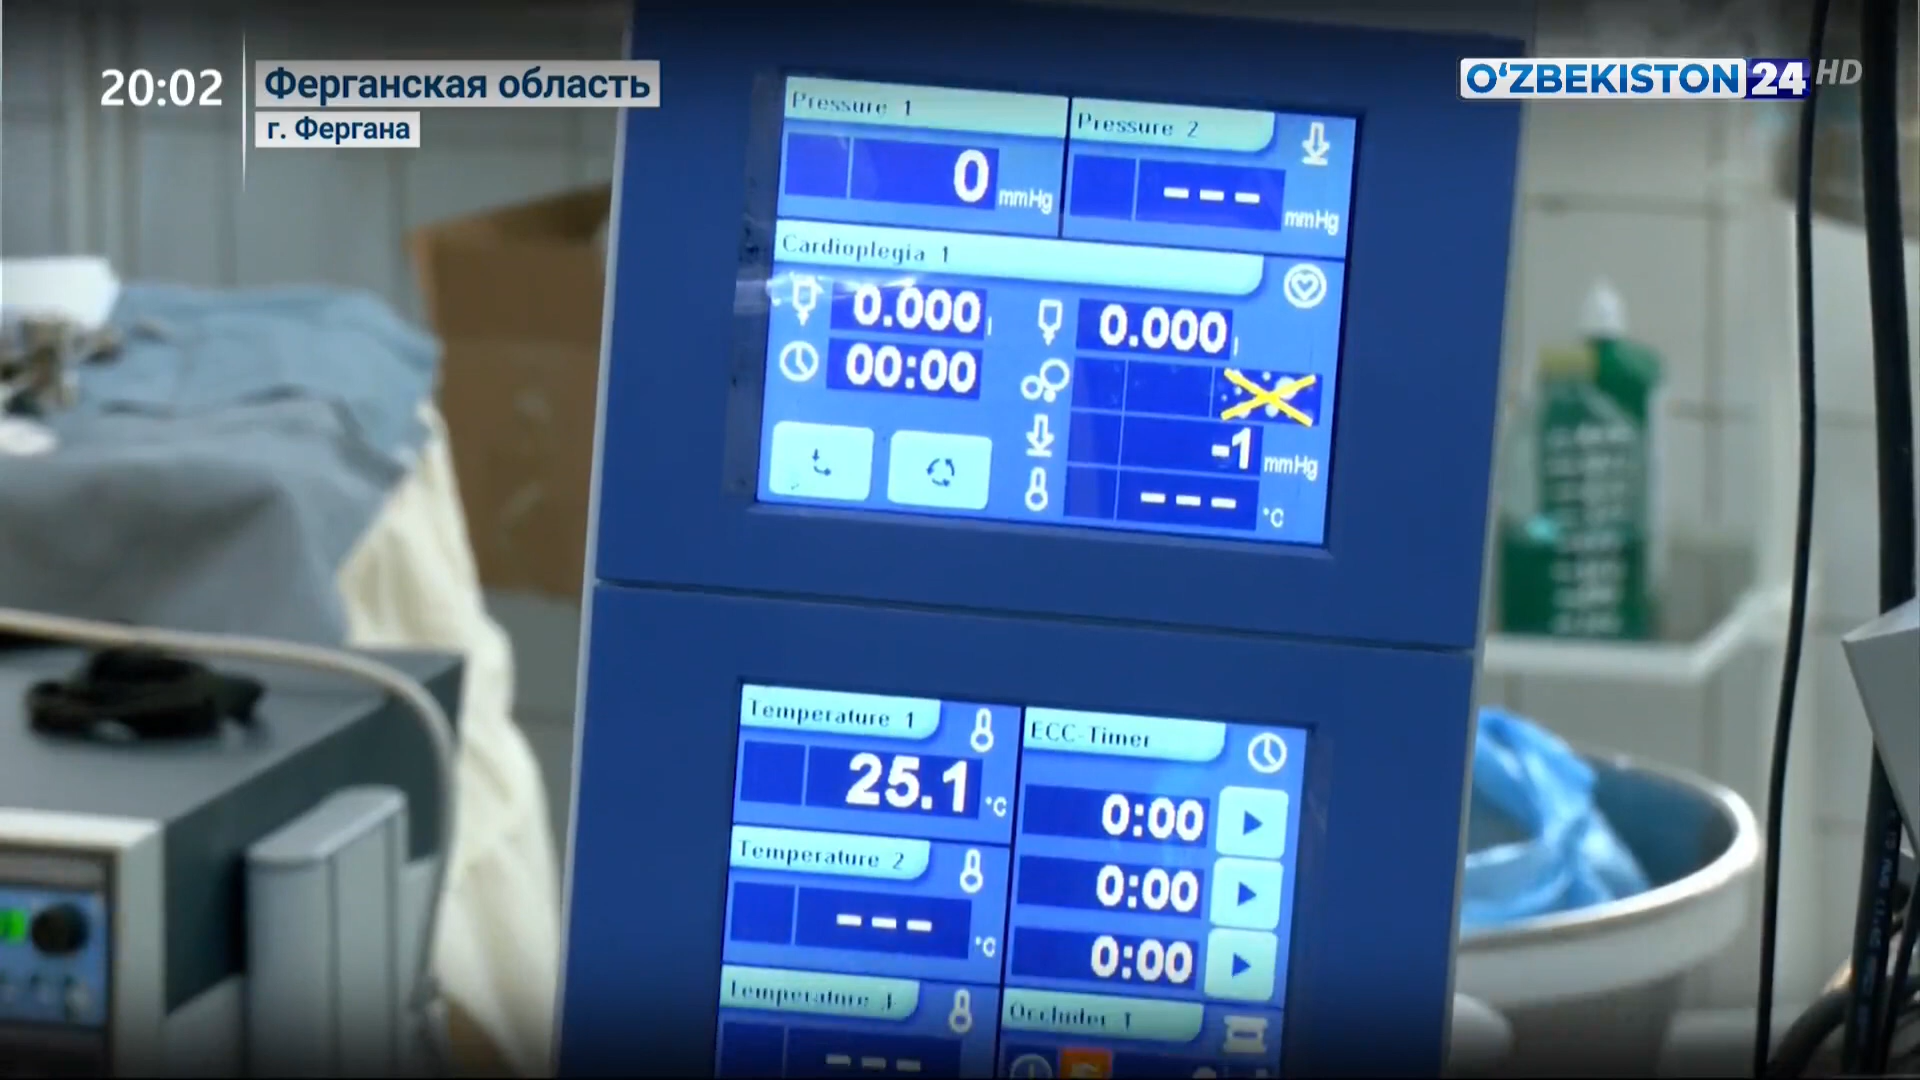 20:02
Ферганская область
г. Фергана
O‘ZBEKISTON 24 HD
Pressure 1
0 mmHg
Pressure 2
--- mmHg
Cardioplegia 1
0.000 l
0.000 l
00:00
-1 mmHg
--- °C
Temperature 1
25.1 °C
ECC-Timer
0:00
0:00
0:00
Temperature 2
--- °C
Temperature
---
Occluder 1